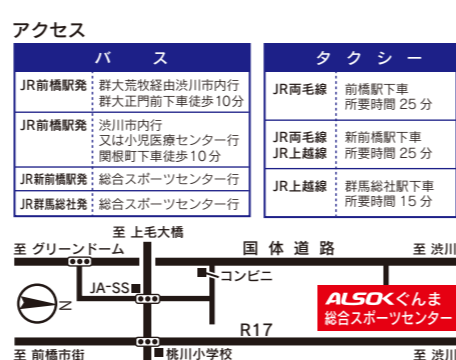 アクセス
バス
JR前橋駅発 群大荒牧経由渋川市内行
群大正門前下車徒歩10分
JR前橋駅発 渋川市内行
又は小児医療センター行
関根町下車徒歩10分
JR新前橋駅発 総合スポーツセンター行
JR群馬総社発 総合スポーツセンター行
タクシー
JR両毛線 前橋駅下車
所要時間 25 分
JR両毛線 新前橋駅下車
JR上越線 所要時間 25 分
JR上越線 群馬総社駅下車
所要時間 15 分
至 上毛大橋
至 グリーンドーム 国体道路 至 渋川
コンビニ
JA-SS
N
ALSOKぐんま
総合スポーツセンター
R17
至 前橋市街 桃川小学校 至 渋川